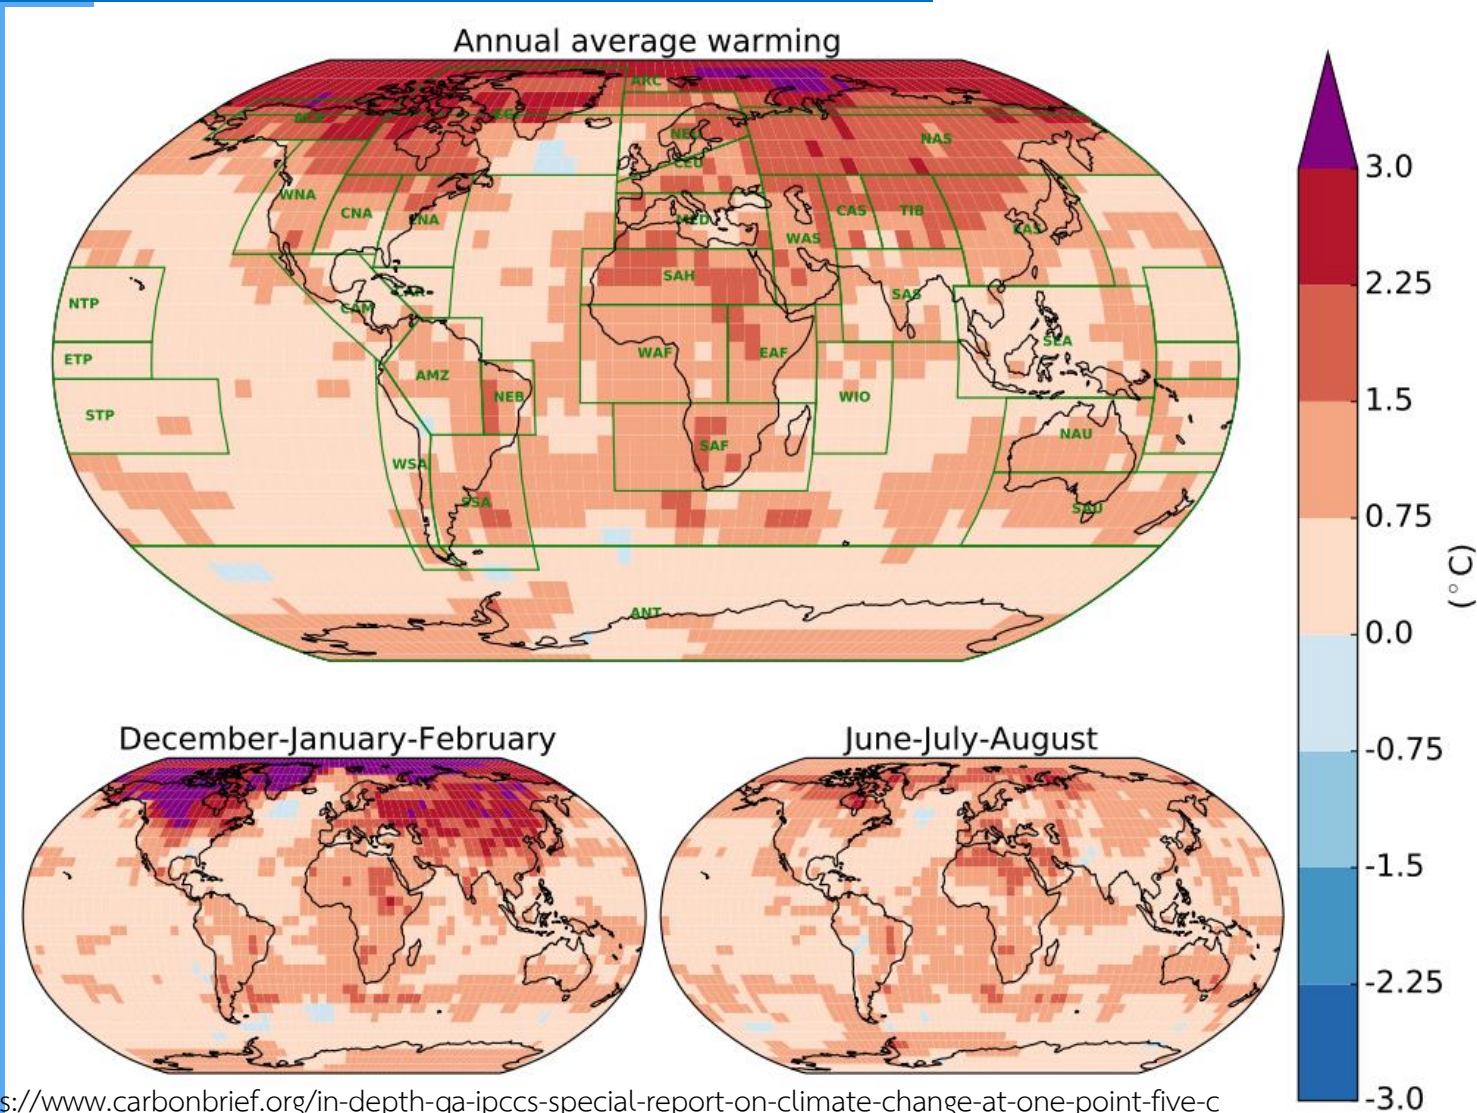 Annual average warming
ARC
ALA
CGI
NEU
NAS
CEU
WNA
CNA
ENA
MED
CAS
TIB
WAS
EAS
SAH
SAS
NTP
CAR
CAM
SEA
ETP
WAF
EAF
AMZ
NEB
WIO
STP
NAU
SAF
WSA
SSA
SAU
ANT
3.0
2.25
1.5
0.75
0.0
-0.75
-1.5
-2.25
-3.0
(°C)
December-January-February
June-July-August
s://www.carbonbrief.org/in-depth-qa-ipccs-special-report-on-climate-change-at-one-point-five-c